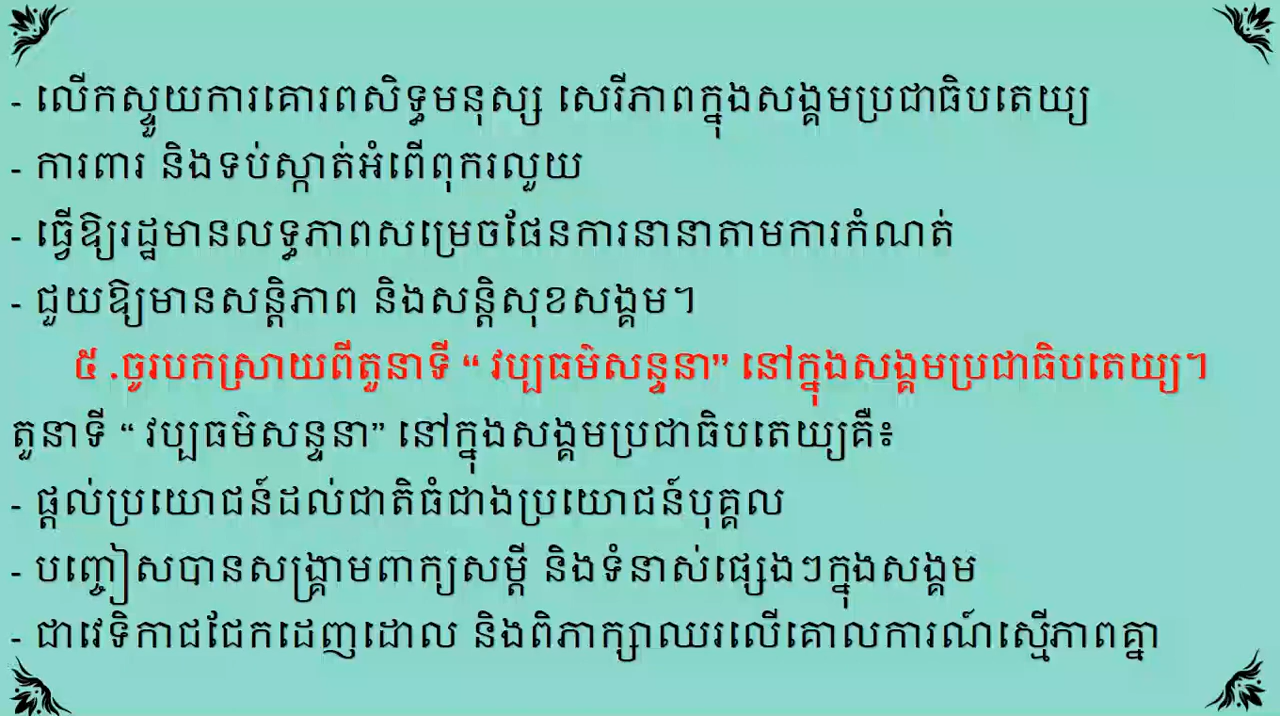 - លើកស្ទួយការគោរពសិទ្ធមនុស្ស សេរីភាពក្នុងសង្គមប្រជាធិបតេយ្យ
- ការពារ និងទប់ស្កាត់អំពើពុករលួយ
- ធ្វើឱ្យរដ្ឋមានលទ្ធភាពសម្រេចផែនការនានាតាមការកំណត់
- ជួយឱ្យមានសន្តិភាព និងសន្តិសុខសង្គម។
៥ .ចូរបកស្រាយពីតួនាទី “ វប្បធម៌សន្ទនា” នៅក្នុងសង្គមប្រជាធិបតេយ្យ។
តួនាទី “ វប្បធម៌សន្ទនា” នៅក្នុងសង្គមប្រជាធិបតេយ្យគឺ៖
- ផ្តល់ប្រយោជន៍ដល់ជាតិធំជាងប្រយោជន៍បុគ្គល
- បញ្ចៀសបានសង្គ្រាមពាក្យសម្តី និងទំនាស់ផ្សេងៗក្នុងសង្គម
- ជាវេទិកាជជែកដេញដោល និងពិភាក្សាឈរលើគោលការណ៍ស្មើភាពគ្នា